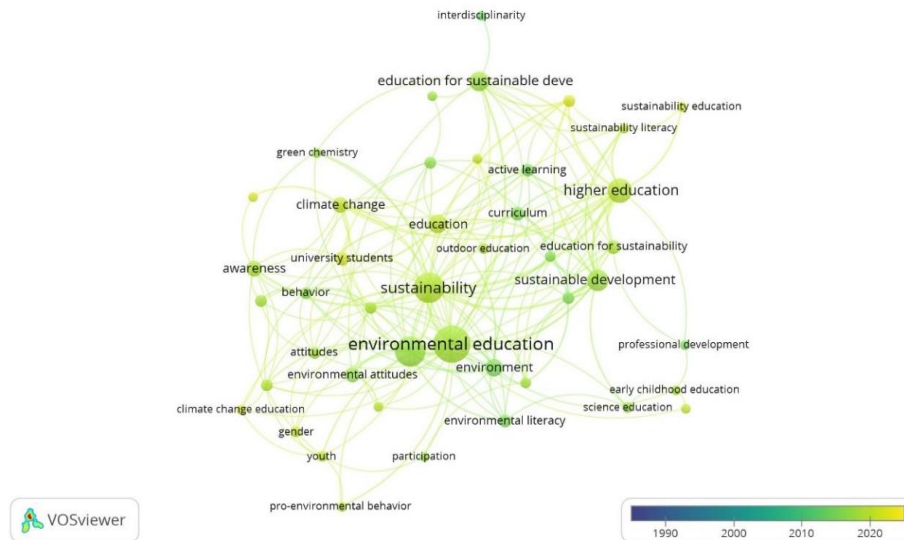 interdisciplinarity
education for sustainable deve
sustainability education
sustainability literacy
green chemistry
active learning
higher education
climate change
curriculum
education
outdoor education
education for sustainability
university students
awareness
sustainable development
behavior
sustainability
environmental education
professional development
attitudes
environment
environmental attitudes
early childhood education
climate change education
science education
environmental literacy
gender
youth
participation
pro-environmental behavior
VOSviewer
1990 2000 2010 2020